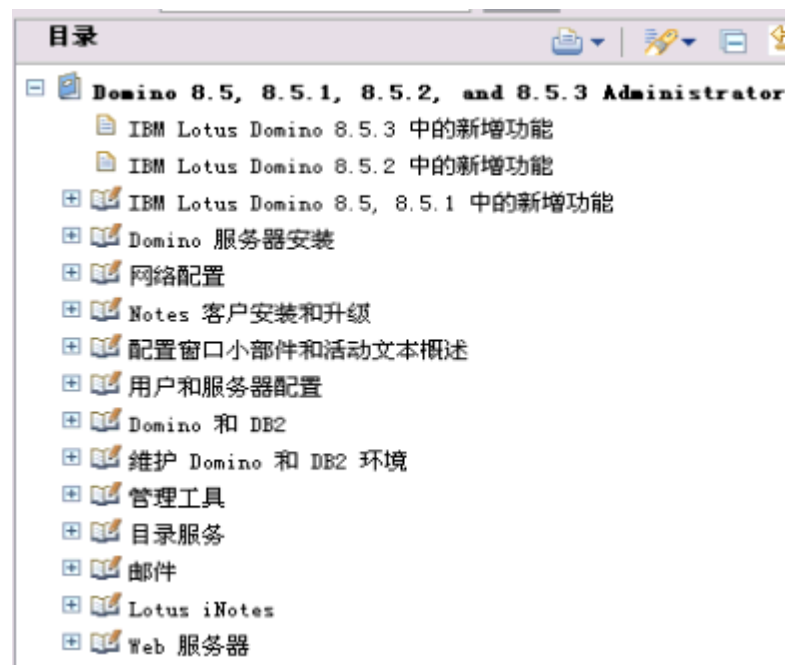 目录
Domino 8.5, 8.5.1, 8.5.2, and 8.5.3 Administrator
IBM Lotus Domino 8.5.3 中的新增功能
IBM Lotus Domino 8.5.2 中的新增功能
IBM Lotus Domino 8.5, 8.5.1 中的新增功能
Domino 服务器安装
网络配置
Notes 客户安装和升级
配置窗口小部件和活动文本概述
用户和服务器配置
Domino 和 DB2
维护 Domino 和 DB2 环境
管理工具
目录服务
邮件
Lotus iNotes
Web 服务器